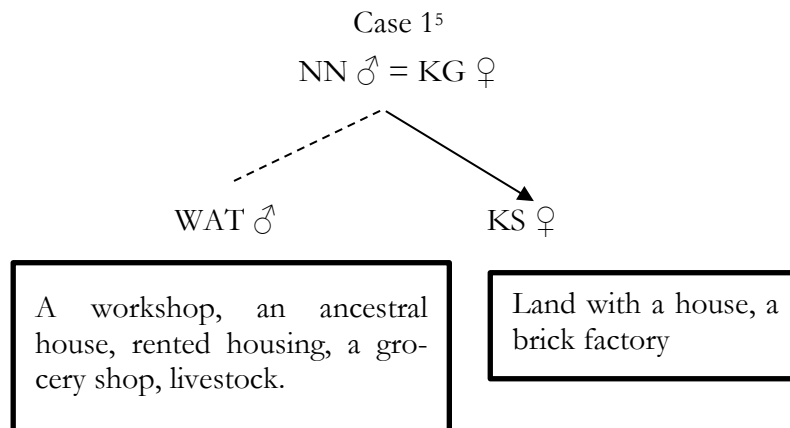 Case 1⁵
NN ♂ = KG ♀
WAT ♂
KS ♀
A workshop, an ancestral
house, rented housing, a gro-
cery shop, livestock.
Land with a house, a
brick factory